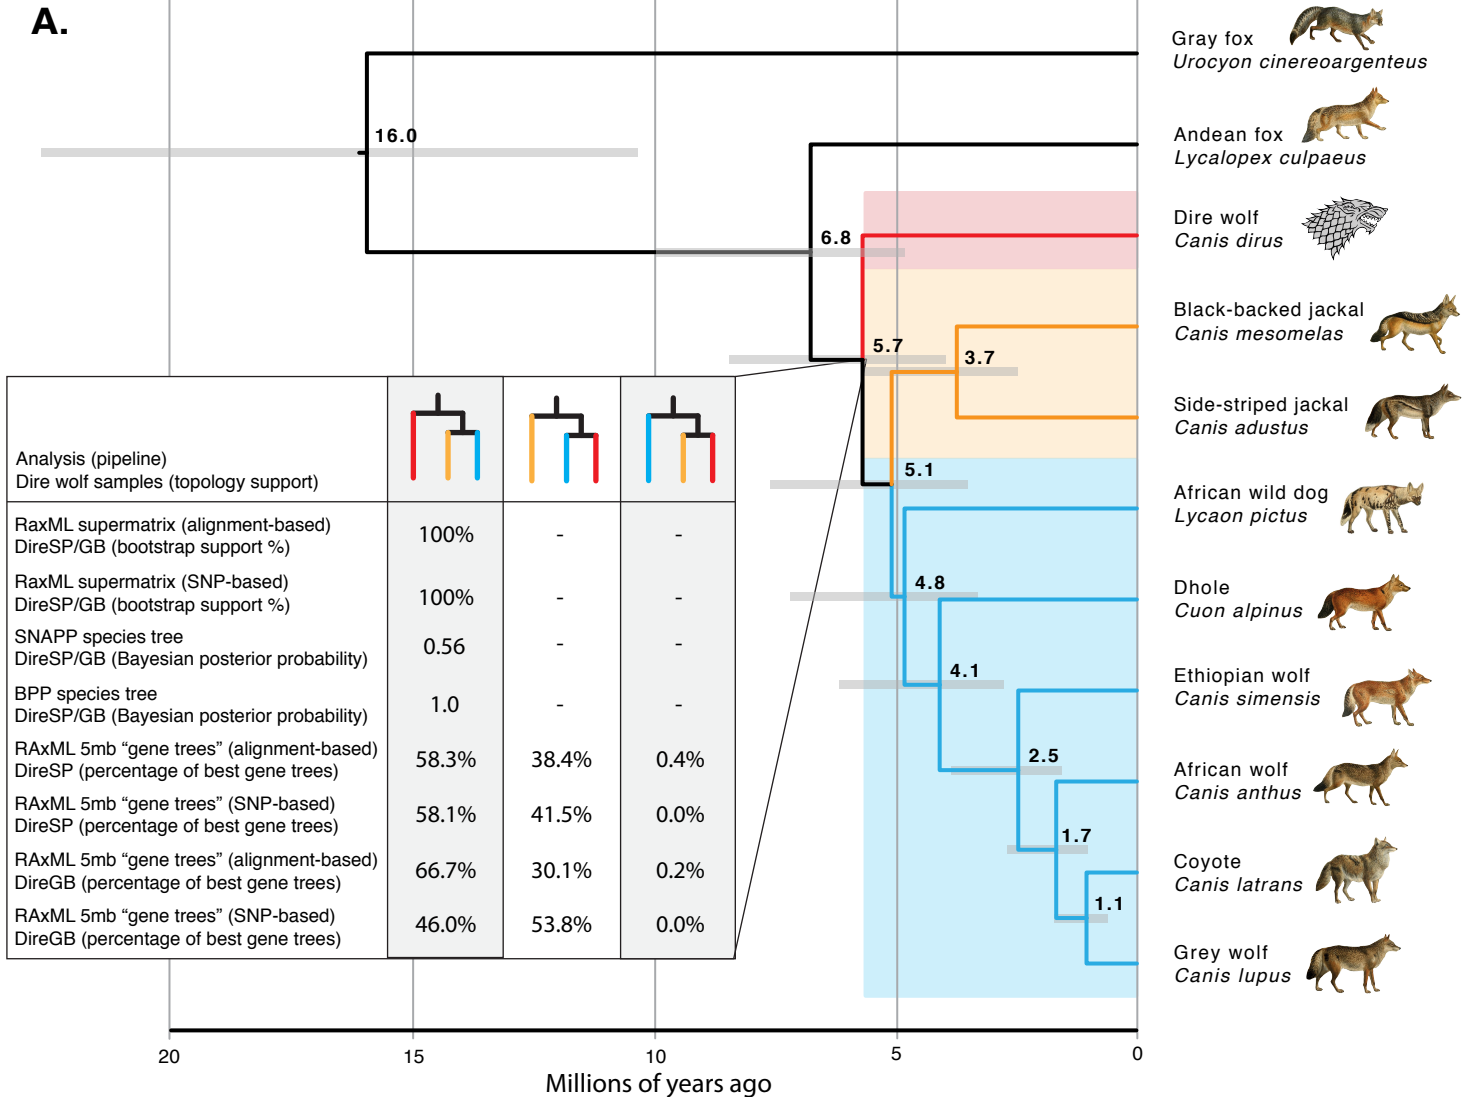 A.
Gray fox
Urocyon cinereoargenteus
16.0
Andean fox
Lycalopex culpaeus
6.8
Dire wolf
Canis dirus
Black-backed jackal
Canis mesomelas
5.7
3.7
Side-striped jackal
Canis adustus
5.1
African wild dog
Lycaon pictus
4.8
Dhole
Cuon alpinus
4.1
Ethiopian wolf
Canis simensis
2.5
African wolf
Canis anthus
1.7
Coyote
Canis latrans
1.1
Grey wolf
Canis lupus
Analysis (pipeline)
Dire wolf samples (topology support)
RaxML supermatrix (alignment-based)
DireSP/GB (bootstrap support %)
100% - -
RaxML supermatrix (SNP-based)
DireSP/GB (bootstrap support %)
100% - -
SNAPP species tree
DireSP/GB (Bayesian posterior probability)
0.56 - -
BPP species tree
DireSP/GB (Bayesian posterior probability)
1.0 - -
RAxML 5mb “gene trees” (alignment-based)
DireSP (percentage of best gene trees)
58.3% 38.4% 0.4%
RAxML 5mb “gene trees” (SNP-based)
DireSP (percentage of best gene trees)
58.1% 41.5% 0.0%
RAxML 5mb “gene trees” (alignment-based)
DireGB (percentage of best gene trees)
66.7% 30.1% 0.2%
RAxML 5mb “gene trees” (SNP-based)
DireGB (percentage of best gene trees)
46.0% 53.8% 0.0%
20 15 10 5 0
Millions of years ago